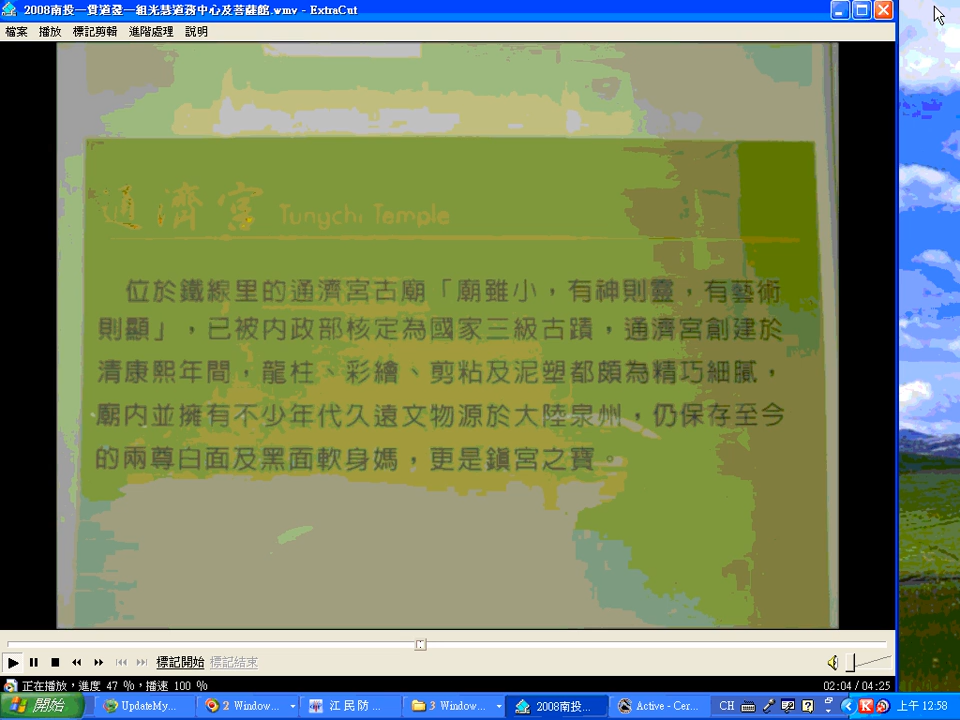 2008南投一貫道發一組光慧道務中心及菩薩館.wmv - ExtraCut
檔案 播放 標記剪輯 進階處理 說明
通濟宮 Tungchi Temple
位於鐵線里的通濟宮古廟「廟雖小，有神則靈，有藝術
則顯」，已被內政部核定為國家三級古蹟，通濟宮創建於
清康熙年間，龍柱、彩繪、剪粘及泥塑都頗為精巧細膩，
廟內並擁有不少年代久遠文物源於大陸泉州，仍保存至今
的兩尊白面及黑面軟身媽，更是鎮宮之寶。
標記開始 標記結束
正在播放，進度 47 %，播速 100 %
02:04 / 04:25
開始
UpdateMy...
2 Window...
江民防...
3 Window...
2008南投...
Active - Cer...
CH
上午 12:58